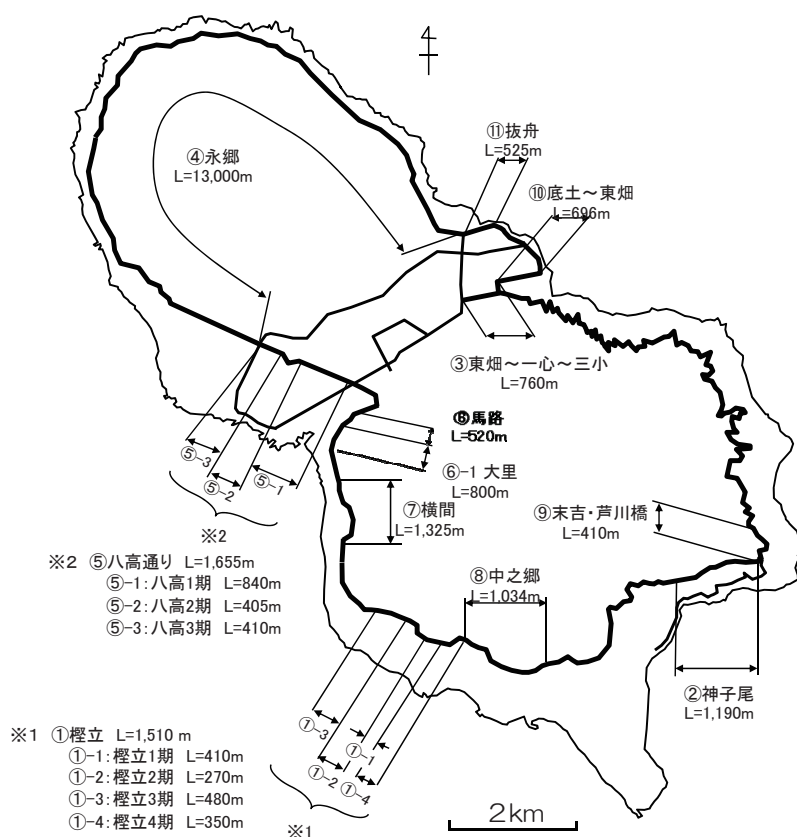 4
⑪抜舟
L=525m
④永郷
L=13,000m
⑩底土~東畑
L=696m
③東畑~一心~三小
L=760m
⑥馬路
L=520m
⑥-1 大里
L=800m
⑤-3
⑤-2
⑤-1
⑦横間
L=1,325m
⑨末吉・芦川橋
L=410m
※2
※2 ⑤八高通り L=1,655m
⑤-1:八高1期 L=840m
⑤-2:八高2期 L=405m
⑤-3:八高3期 L=410m
⑧中之郷
L=1,034m
②神子尾
L=1,190m
①-3
①-1
①-2
①-4
※1 ①樫立 L=1,510 m
①-1:樫立1期 L=410m
①-2:樫立2期 L=270m
①-3:樫立3期 L=480m
①-4:樫立4期 L=350m
※1
2km